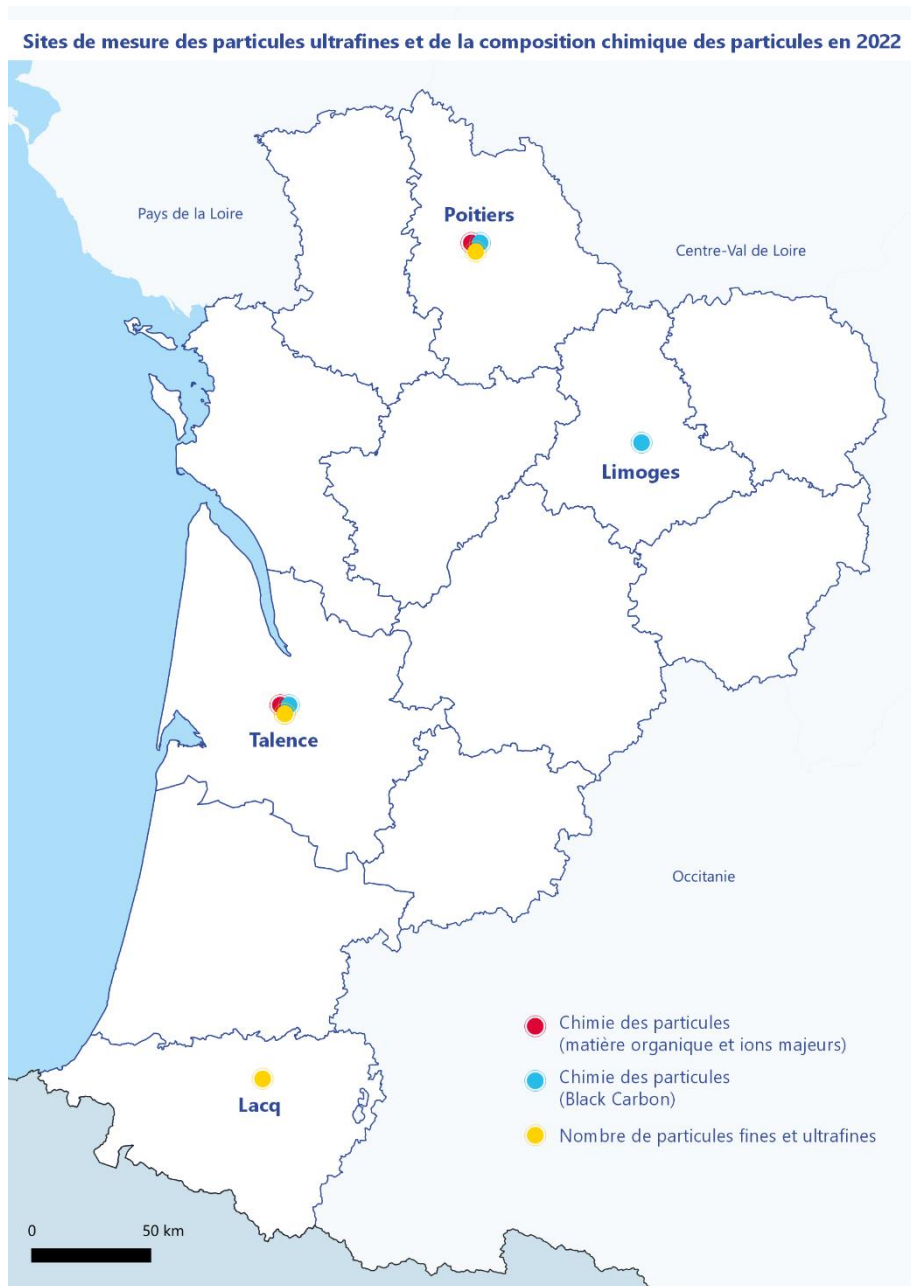 Sites de mesure des particules ultrafines et de la composition chimique des particules en 2022
Pays de la Loire
Poitiers
Centre-Val de Loire
Limoges
Talence
Occitanie
Chimie des particules
(matière organique et ions majeurs)
Chimie des particules
(Black Carbon)
Nombre de particules fines et ultrafines
Lacq
0 50 km